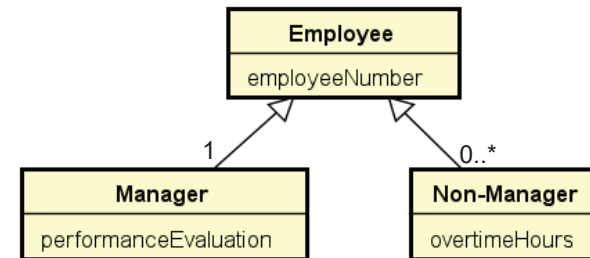 Employee
employeeNumber
1
0..*
Manager
performanceEvaluation
Non-Manager
overtimeHours